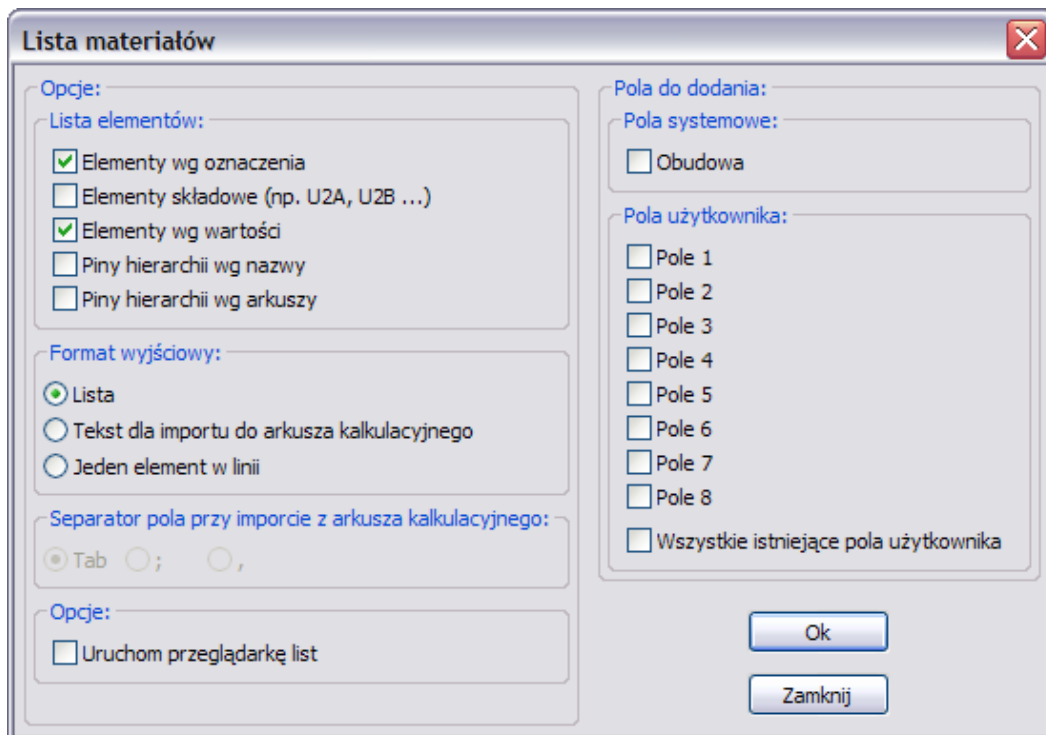 Lista materiałów
Opcje:
Lista elementów:
Elementy wg oznaczenia
Elementy składowe (np. U2A, U2B ...)
Elementy wg wartości
Piny hierarchii wg nazwy
Piny hierarchii wg arkuszy
Format wyjściowy:
Lista
Tekst dla importu do arkusza kalkulacyjnego
Jeden element w linii
Separator pola przy imporcie z arkusza kalkulacyjnego:
Tab ; ,
Opcje:
Uruchom przeglądarkę list
Pola do dodania:
Pola systemowe:
Obudowa
Pola użytkownika:
Pole 1
Pole 2
Pole 3
Pole 4
Pole 5
Pole 6
Pole 7
Pole 8
Wszystkie istniejące pola użytkownika
Ok
Zamknij